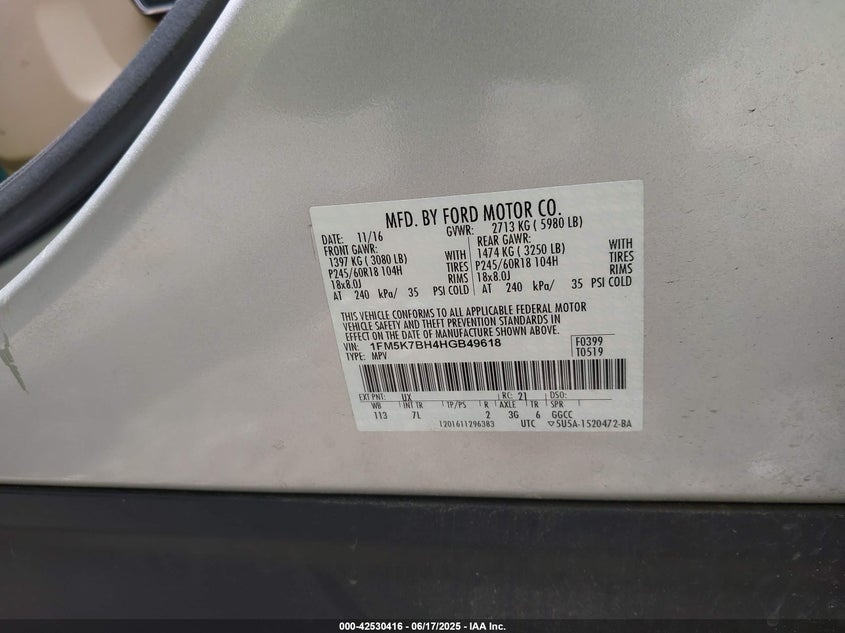 MFD. BY FORD MOTOR CO.
DATE: 11/16 GVWR: 2713 KG ( 5980 LB)
FRONT GAWR: REAR GAWR:
1397 KG ( 3080 LB) WITH 1474 KG ( 3250 LB) WITH
P245/60R18 104H TIRES P245/60R18 104H TIRES
18x8.0J RIMS 18x8.0J RIMS
AT 240 kPa/ 35 PSI COLD AT 240 kPa/ 35 PSI COLD
THIS VEHICLE CONFORMS TO ALL APPLICABLE FEDERAL MOTOR
VEHICLE SAFETY AND THEFT PREVENTION STANDARDS IN
EFFECT ON THE DATE OF MANUFACTURE SHOWN ABOVE.
VIN: 1FM5K7BH4HGB49618 F0399
TYPE: MPV T0519
EXT PNT: UX RC: 21 DSO:
WB INT TR TP/PS R AXLE TR SPR
113 7L 2 3G 6 GGCC
1201611296383 UTC ▽5U5A-1520472-BA
000-42530416 - 06/17/2025 - IAA Inc.